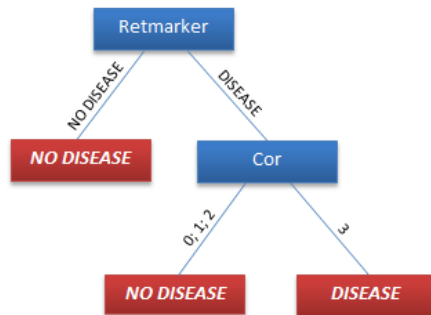 Retmarker
NO DISEASE
DISEASE
NO DISEASE
Cor
0; 1; 2
3
NO DISEASE
DISEASE